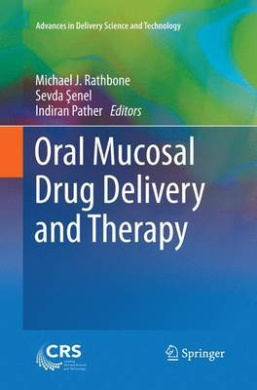 Advances in Delivery Science and Technology
Michael J. Rathbone
Sevda Şenel
Indiran Pather Editors
Oral Mucosal
Drug Delivery
and Therapy
CRS
Springer